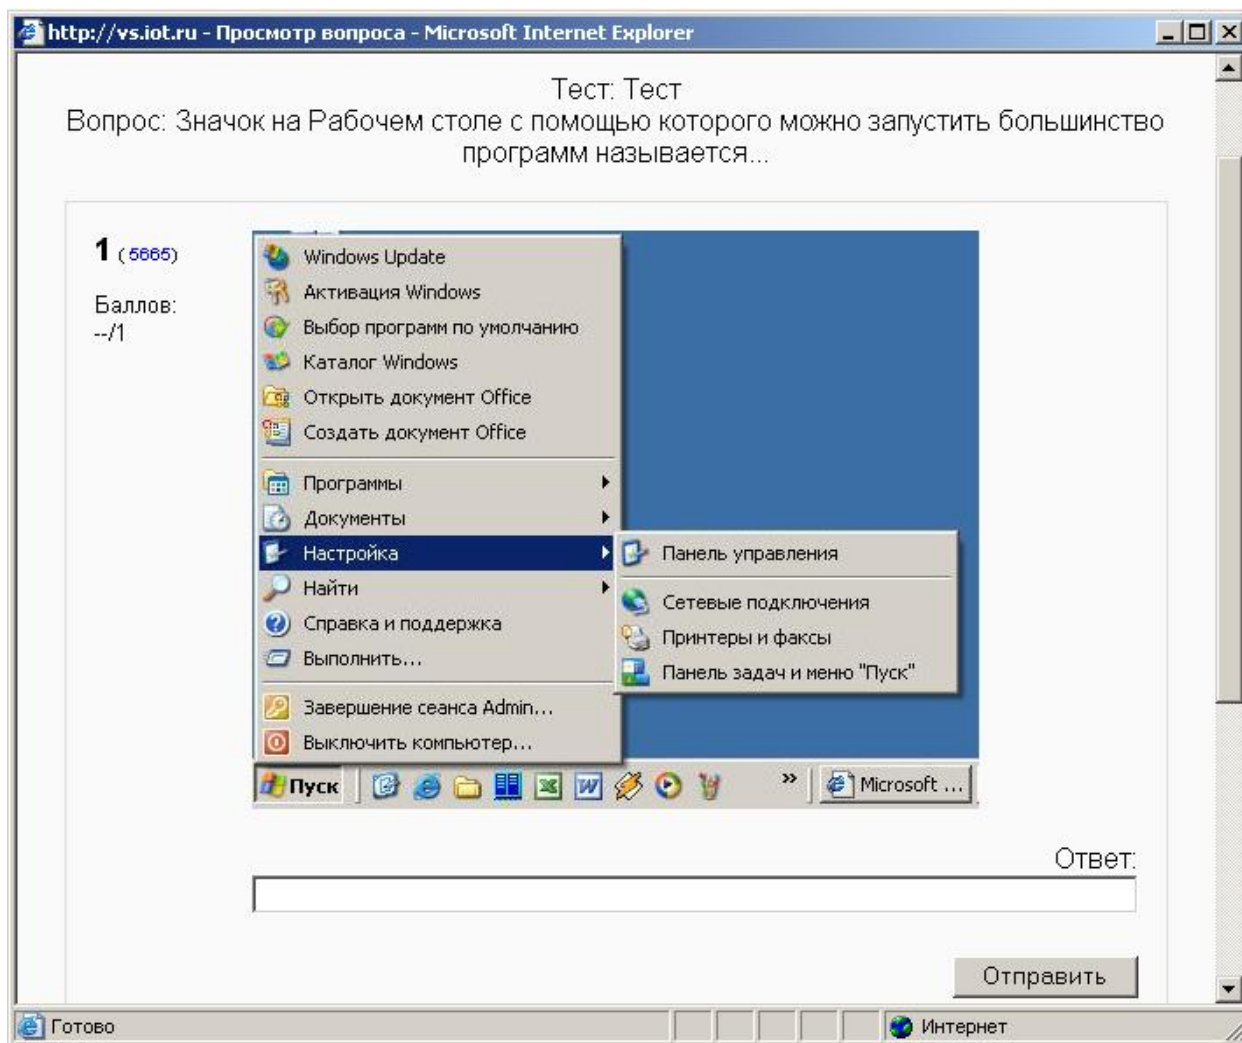 http://vs.iot.ru - Просмотр вопроса - Microsoft Internet Explorer
Тест: Тест
Вопрос: Значок на Рабочем столе с помощью которого можно запустить большинство
программ называется...
1 (5665)
Баллов:
--/1
Windows Update
Активация Windows
Выбор программ по умолчанию
Каталог Windows
Открыть документ Office
Создать документ Office
Программы
Документы
Настройка
Найти
Справка и поддержка
Выполнить...
Завершение сеанса Admin...
Выключить компьютер...
Панель управления
Сетевые подключения
Принтеры и факсы
Панель задач и меню "Пуск"
Пуск
» Microsoft ...
Ответ:
Отправить
Готово
Интернет